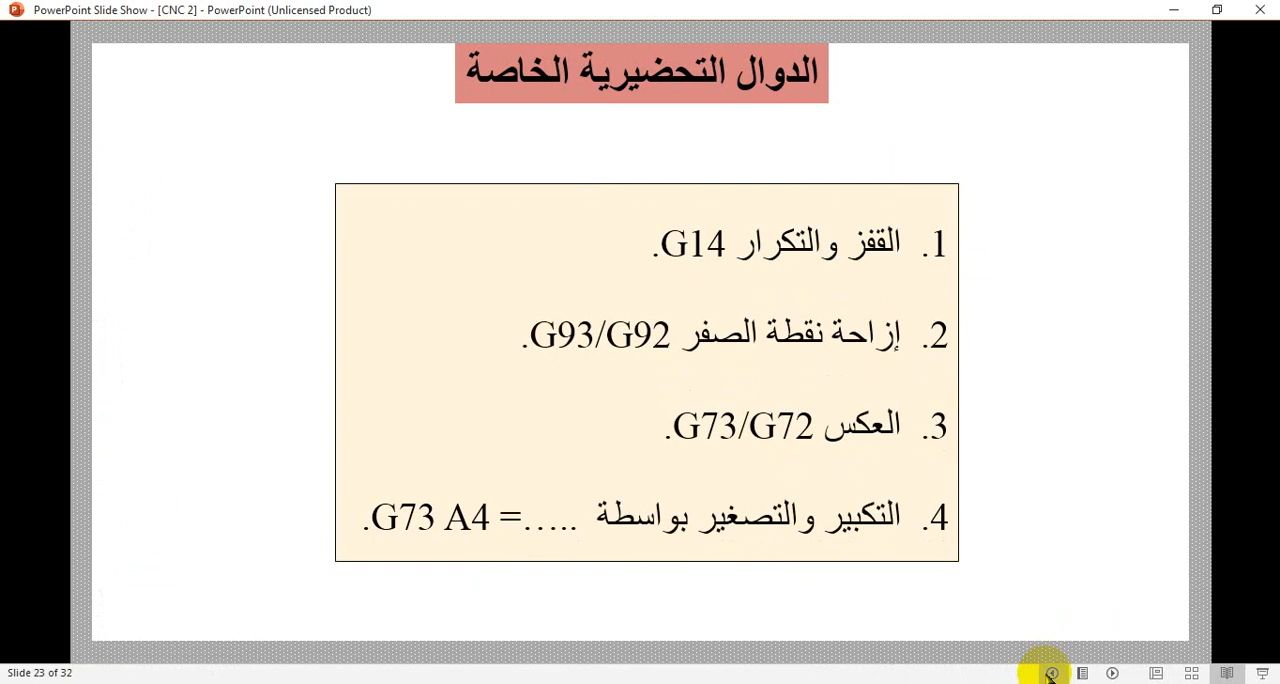 PowerPoint Slide Show - [CNC 2] - PowerPoint (Unlicensed Product)
الدوال التحضيرية الخاصة
1. القفز والتكرار G14.
2. إزاحة نقطة الصفر G93/G92.
3. العكس G73/G72.
4. التكبير والتصغير بواسطة G73 A4 =…...
Slide 23 of 32